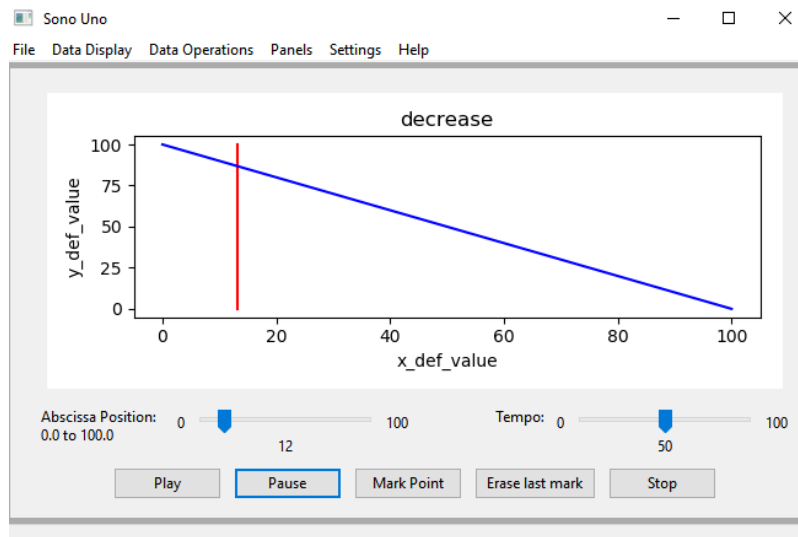 Sono Uno
File Data Display Data Operations Panels Settings Help
decrease
100
75
50
25
0
y_def_value
0 20 40 60 80 100
x_def_value
Abscissa Position: 0 100 Tempo: 0 100
0.0 to 100.0
12 50
Play Pause Mark Point Erase last mark Stop